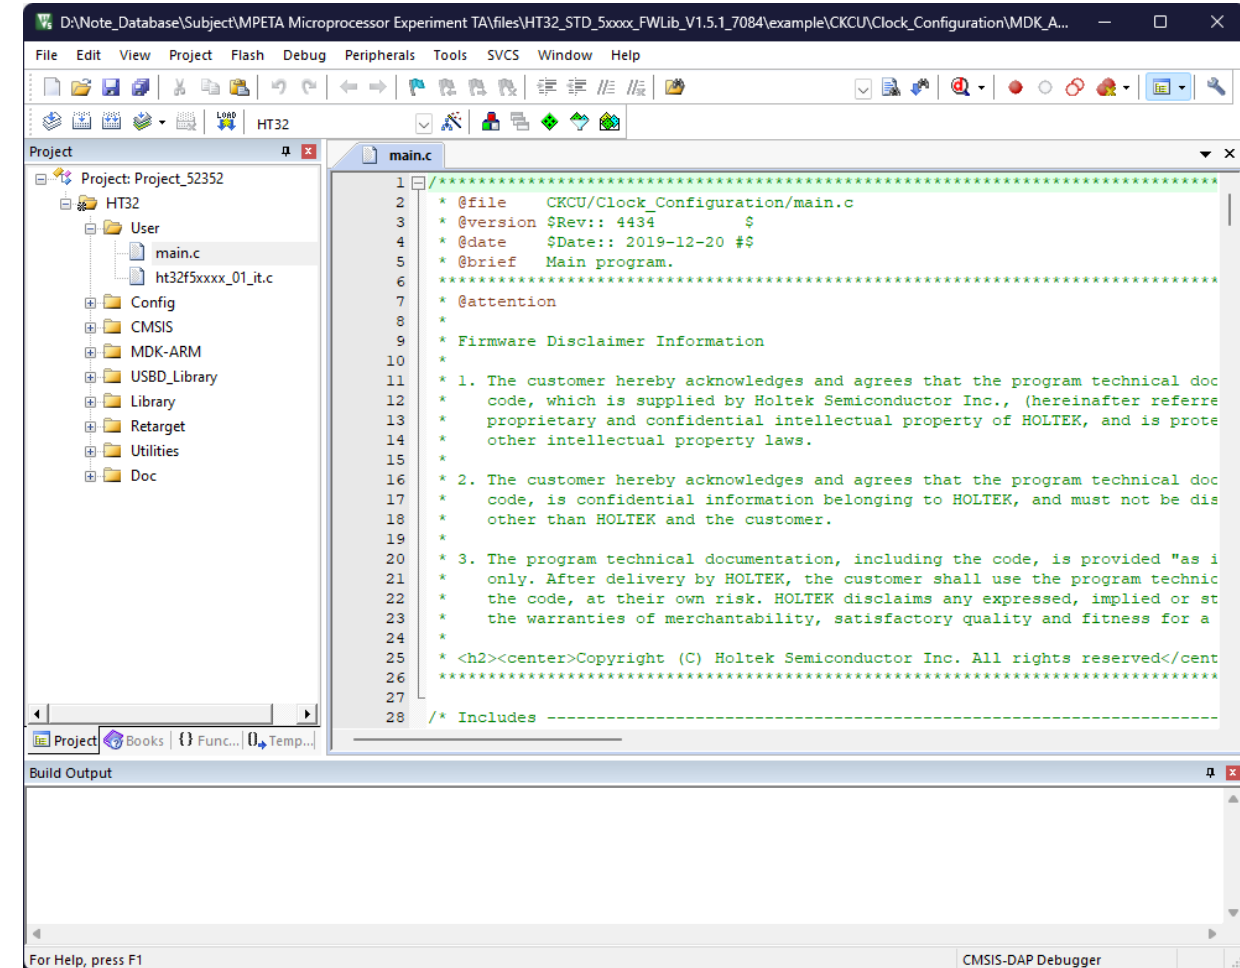 D:\Note_Database\Subject\MPETA Microprocessor Experiment TA\files\HT32_STD_5xxxx_FWLib_V1.5.1_7084\example\CKCU\Clock_Configuration\MDK_A...
File Edit View Project Flash Debug Peripherals Tools SVCS Window Help
LOAD HT32
Project
main.c
Project: Project_52352
HT32
User
main.c
ht32f5xxxx_01_it.c
Config
CMSIS
MDK-ARM
USBD_Library
Library
Retarget
Utilities
Doc
Project Books {} Func... Temp...
1 /********************************************************************************
2 * @file CKCU/Clock_Configuration/main.c
3 * @version $Rev:: 4434 $
4 * @date $Date:: 2019-12-20 #$
5 * @brief Main program.
6 ********************************************************************************
7 * @attention
8 *
9 * Firmware Disclaimer Information
10 *
11 * 1. The customer hereby acknowledges and agrees that the program technical doc
12 * code, which is supplied by Holtek Semiconductor Inc., (hereinafter referre
13 * proprietary and confidential intellectual property of HOLTEK, and is prote
14 * other intellectual property laws.
15 *
16 * 2. The customer hereby acknowledges and agrees that the program technical doc
17 * code, is confidential information belonging to HOLTEK, and must not be dis
18 * other than HOLTEK and the customer.
19 *
20 * 3. The program technical documentation, including the code, is provided "as i
21 * only. After delivery by HOLTEK, the customer shall use the program technic
22 * the code, at their own risk. HOLTEK disclaims any expressed, implied or st
23 * the warranties of merchantability, satisfactory quality and fitness for a
24 *
25 * <h2><center>Copyright (C) Holtek Semiconductor Inc. All rights reserved</cent
26 ********************************************************************************
27
28 /* Includes ---------------------------------------------------------------------
Build Output
For Help, press F1
CMSIS-DAP Debugger